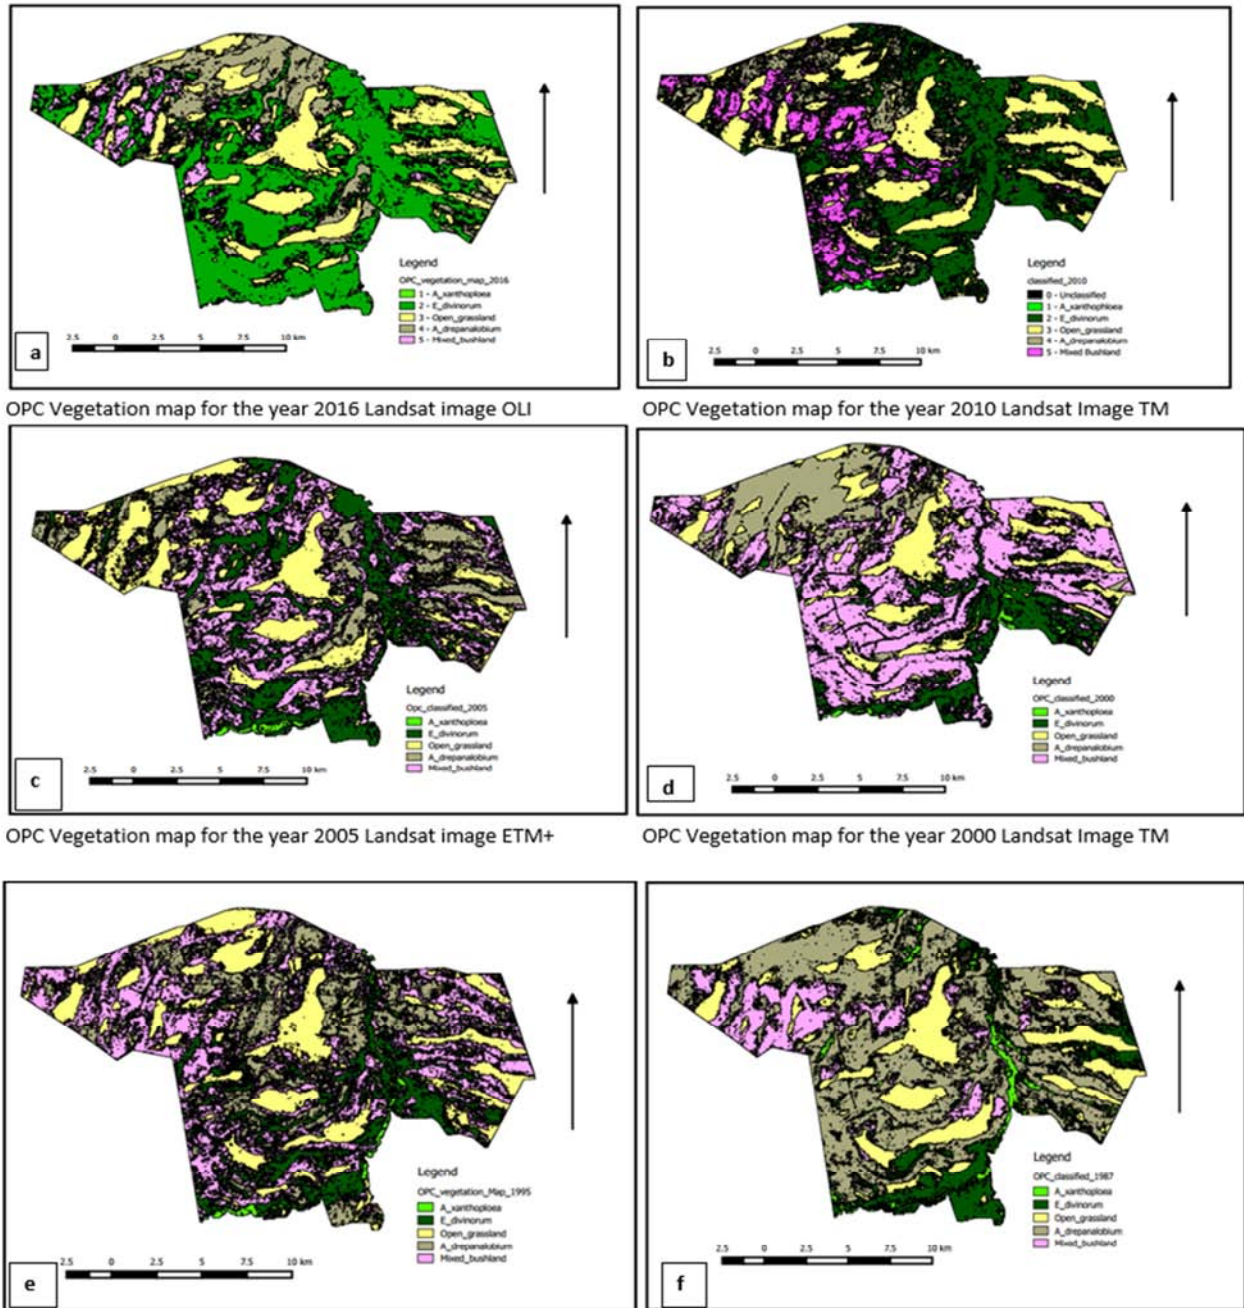 Legend
OPC_vegetation_map_2016
1 - A_xanthoploea
2 - E_divinorum
3 - Open_grassland
4 - A_drepanalobium
5 - Mixed_bushland
2.5 0 2.5 5 7.5 10 km
a
Legend
classified_2010
0 - Unclassified
1 - A_xanthophloea
2 - E_divinorum
3 - Open_grassland
4 - A_drepanalobium
5 - Mixed Bushland
2.5 0 2.5 5 7.5 10 km
b
OPC Vegetation map for the year 2016 Landsat image OLI
OPC Vegetation map for the year 2010 Landsat Image TM
Legend
Opc_classified_2005
A_xanthoploea
E_divinorum
Open_grassland
A_drepanalobium
Mixed_bushland
2.5 0 2.5 5 7.5 10 km
c
Legend
OPC_classified_2000
A_xanthoploea
E_divinorum
Open_grassland
A_drepanalobium
Mixed_bushland
2.5 0 2.5 5 7.5 10 km
d
OPC Vegetation map for the year 2005 Landsat image ETM+
OPC Vegetation map for the year 2000 Landsat Image TM
Legend
OPC_vegetation_Map_1995
A_xanthoploea
E_divinorum
Open_grassland
A_drepanalobium
Mixed_bushland
2.5 0 2.5 5 7.5 10 km
e
Legend
OPC_classified_1987
A_xanthoploea
E_divinorum
Open_grassland
A_drepanalobium
Mixed_bushland
2.5 0 2.5 5 7.5 10 km
f